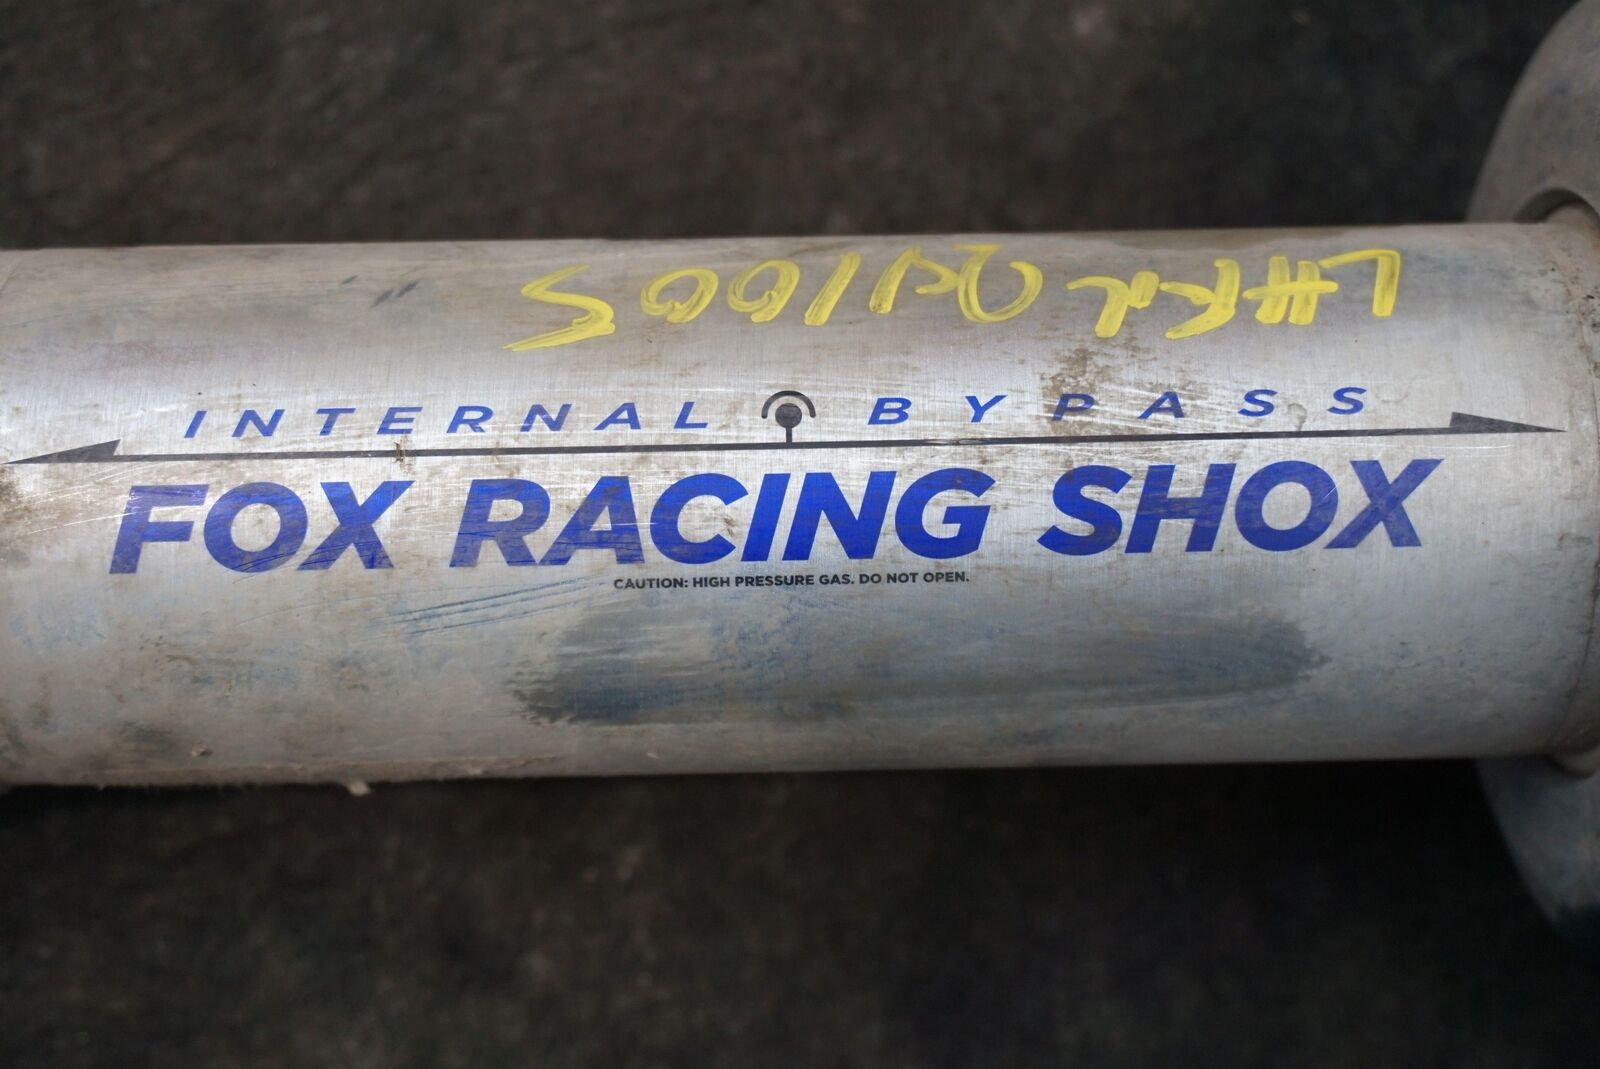 INTERNAL BYPASS
FOX RACING SHOX
CAUTION: HIGH PRESSURE GAS. DO NOT OPEN.